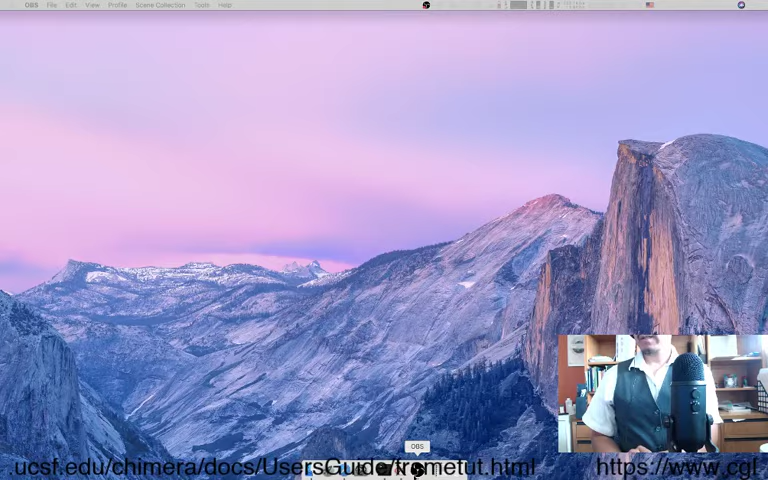 OBS File Edit View Profile Scene Collection Tools Help
OBS
.ucsf.edu/chimera/docs/UsersGuide/frametut.html https://www.cgl